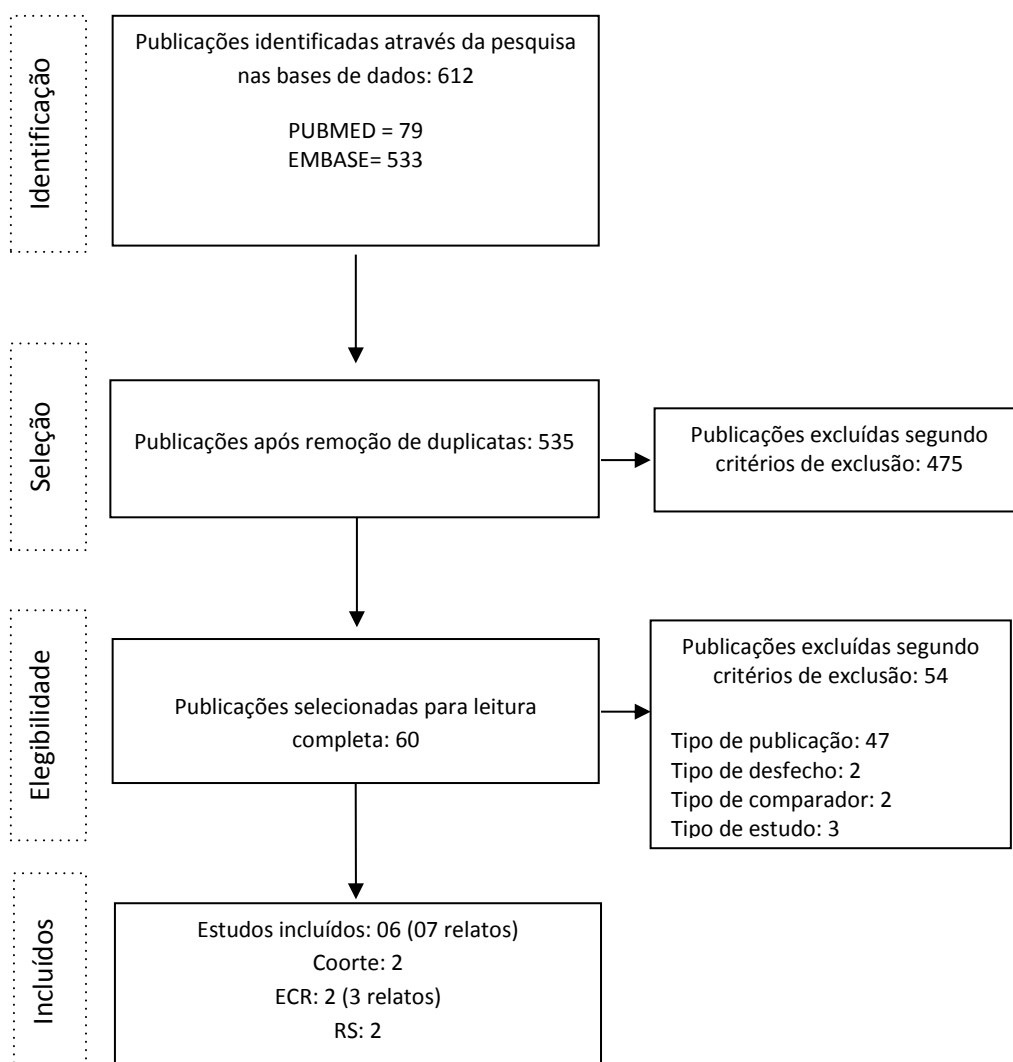 Identificação
Publicações identificadas através da pesquisa
nas bases de dados: 612
PUBMED = 79
EMBASE= 533
Seleção
Publicações após remoção de duplicatas: 535
Publicações excluídas segundo
critérios de exclusão: 475
Elegibilidade
Publicações selecionadas para leitura
completa: 60
Publicações excluídas segundo
critérios de exclusão: 54
Tipo de publicação: 47
Tipo de desfecho: 2
Tipo de comparador: 2
Tipo de estudo: 3
Incluídos
Estudos incluídos: 06 (07 relatos)
Coorte: 2
ECR: 2 (3 relatos)
RS: 2